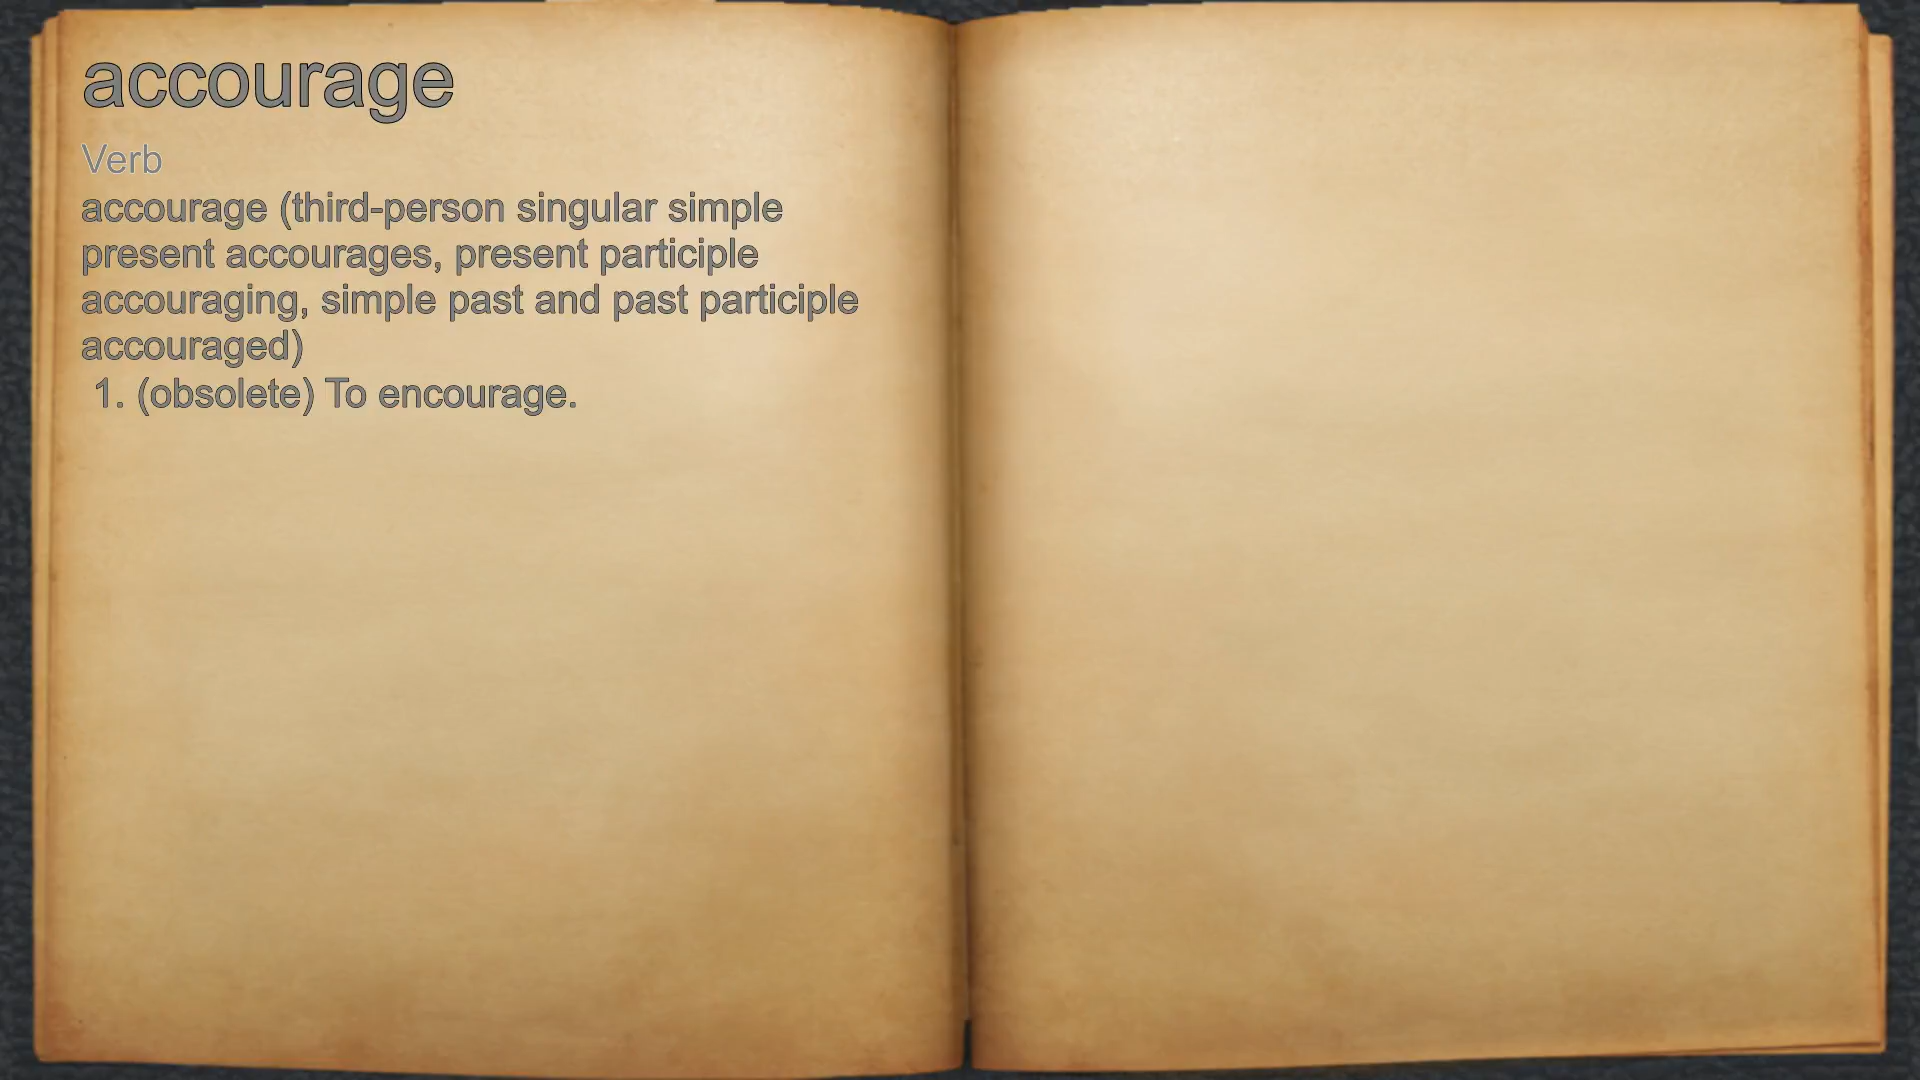 accourage
Verb
accourage (third-person singular simple
present accourages, present participle
accouraging, simple past and past participle
accouraged)
1. (obsolete) To encourage.